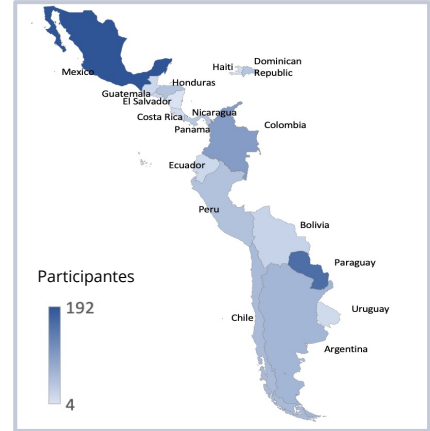 Haiti
Dominican
Republic
Mexico
Honduras
Guatemala
El Salvador
Nicaragua
Costa Rica
Panama
Colombia
Ecuador
Peru
Bolivia
Paraguay
Participantes
192
Uruguay
Chile
Argentina
4